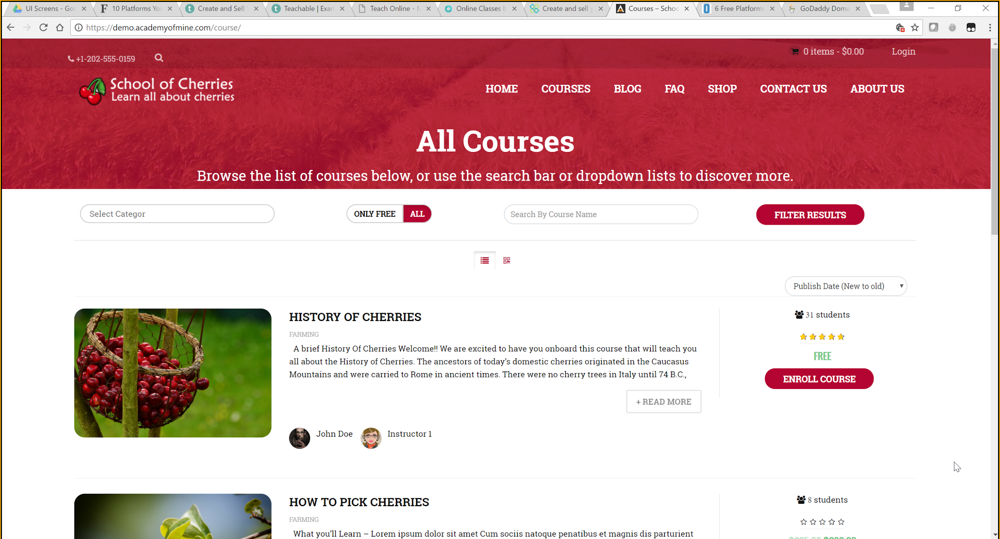 UI Screens - Goo
10 Platforms You
Create and Sell Y
Teachable | Exan
Teach Online - M
Online Classes b
Create and sell y
Courses – Schoo
6 Free Platforms
GoDaddy Doma
https://demo.academyofmine.com/course/
+1-202-555-0159
0 items - $0.00
Login
School of Cherries
Learn all about cherries
HOME
COURSES
BLOG
FAQ
SHOP
CONTACT US
ABOUT US
All Courses
Browse the list of courses below, or use the search bar or dropdown lists to discover more.
Select Categor
ONLY FREE
ALL
Search By Course Name
FILTER RESULTS
Publish Date (New to old)
HISTORY OF CHERRIES
FARMING
A brief History Of Cherries Welcome!! We are excited to have you onboard this course that will teach you
all about the History of Cherries. The ancestors of today's domestic cherries originated in the Caucasus
Mountains and were carried to Rome in ancient times. There were no cherry trees in Italy until 74 B.C.,
+ READ MORE
John Doe
Instructor 1
31 students
FREE
ENROLL COURSE
HOW TO PICK CHERRIES
FARMING
What you'll Learn – Lorem ipsum dolor sit amet Cum sociis natoque penatibus et magnis dis parturient
8 students